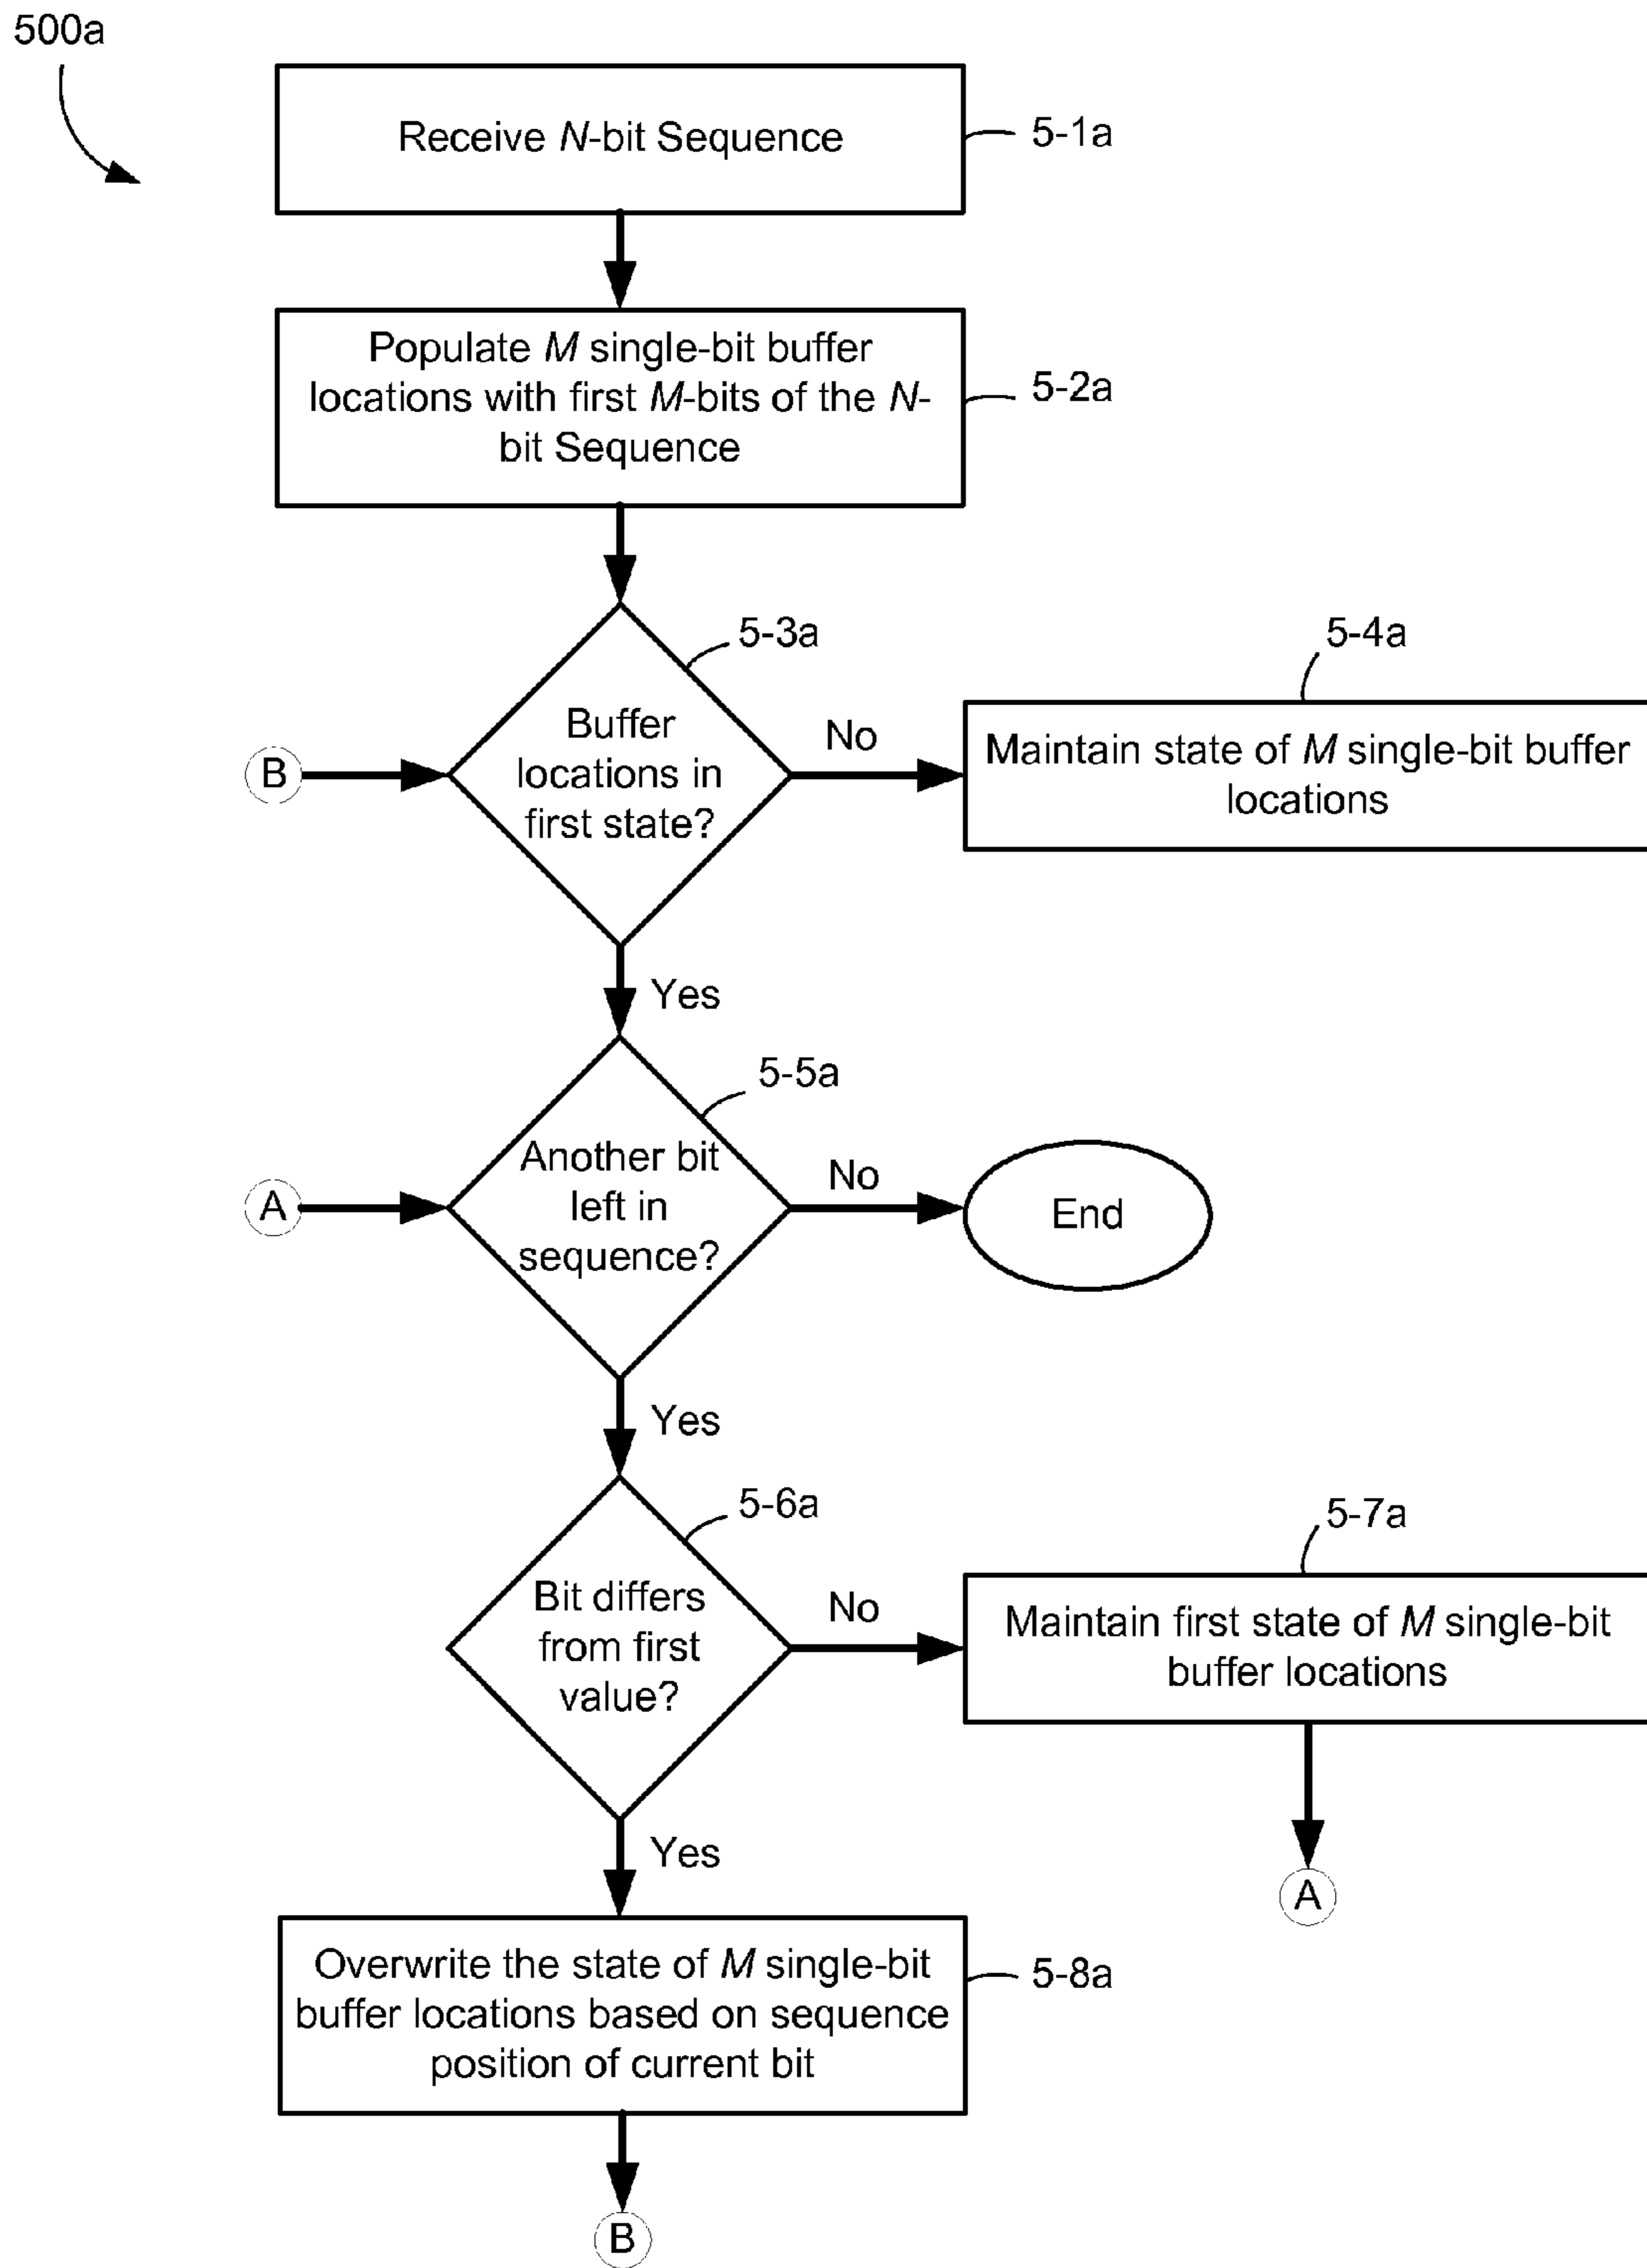 500a
Receive N-bit Sequence
5-1a
Populate M single-bit buffer
locations with first M-bits of the N-
bit Sequence
5-2a
5-3a
5-4a
Buffer
locations in
first state?
B
No
Maintain state of M single-bit buffer
locations
Yes
5-5a
Another bit
left in
sequence?
A
No
End
Yes
5-6a
5-7a
Bit differs
from first
value?
No
Maintain first state of M single-bit
buffer locations
Yes
A
Overwrite the state of M single-bit
buffer locations based on sequence
position of current bit
5-8a
B